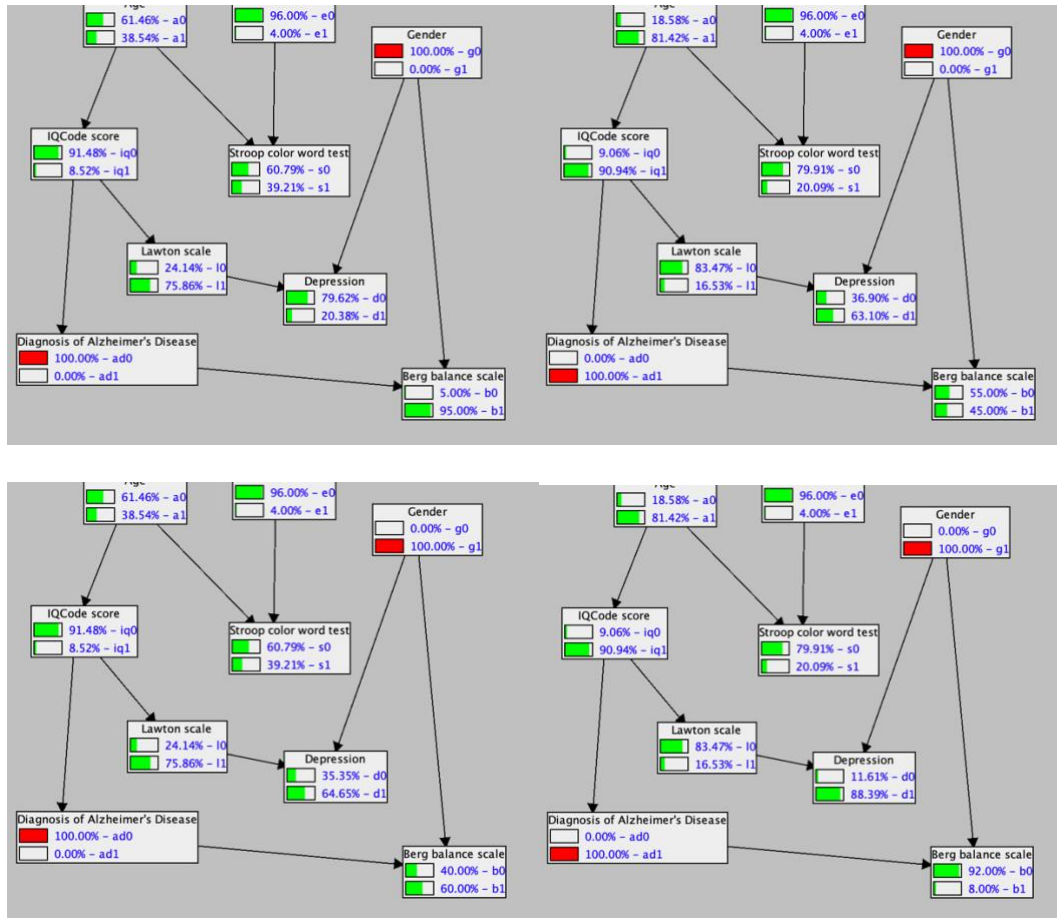 Age
61.46% – a0
38.54% – a1
96.00% – e0
4.00% – e1
Gender
100.00% – g0
0.00% – g1
IQCode score
91.48% – iq0
8.52% – iq1
Stroop color word test
60.79% – s0
39.21% – s1
Lawton scale
24.14% – l0
75.86% – l1
Depression
79.62% – d0
20.38% – d1
Diagnosis of Alzheimer's Disease
100.00% – ad0
0.00% – ad1
Berg balance scale
5.00% – b0
95.00% – b1
18.58% – a0
81.42% – a1
96.00% – e0
4.00% – e1
Gender
100.00% – g0
0.00% – g1
IQCode score
9.06% – iq0
90.94% – iq1
Stroop color word test
79.91% – s0
20.09% – s1
Lawton scale
83.47% – l0
16.53% – l1
Depression
36.90% – d0
63.10% – d1
Diagnosis of Alzheimer's Disease
0.00% – ad0
100.00% – ad1
Berg balance scale
55.00% – b0
45.00% – b1
Age
61.46% – a0
38.54% – a1
96.00% – e0
4.00% – e1
Gender
0.00% – g0
100.00% – g1
IQCode score
91.48% – iq0
8.52% – iq1
Stroop color word test
60.79% – s0
39.21% – s1
Lawton scale
24.14% – l0
75.86% – l1
Depression
35.35% – d0
64.65% – d1
Diagnosis of Alzheimer's Disease
100.00% – ad0
0.00% – ad1
Berg balance scale
40.00% – b0
60.00% – b1
18.58% – a0
81.42% – a1
96.00% – e0
4.00% – e1
Gender
0.00% – g0
100.00% – g1
IQCode score
9.06% – iq0
90.94% – iq1
Stroop color word test
79.91% – s0
20.09% – s1
Lawton scale
83.47% – l0
16.53% – l1
Depression
11.61% – d0
88.39% – d1
Diagnosis of Alzheimer's Disease
0.00% – ad0
100.00% – ad1
Berg balance scale
92.00% – b0
8.00% – b1